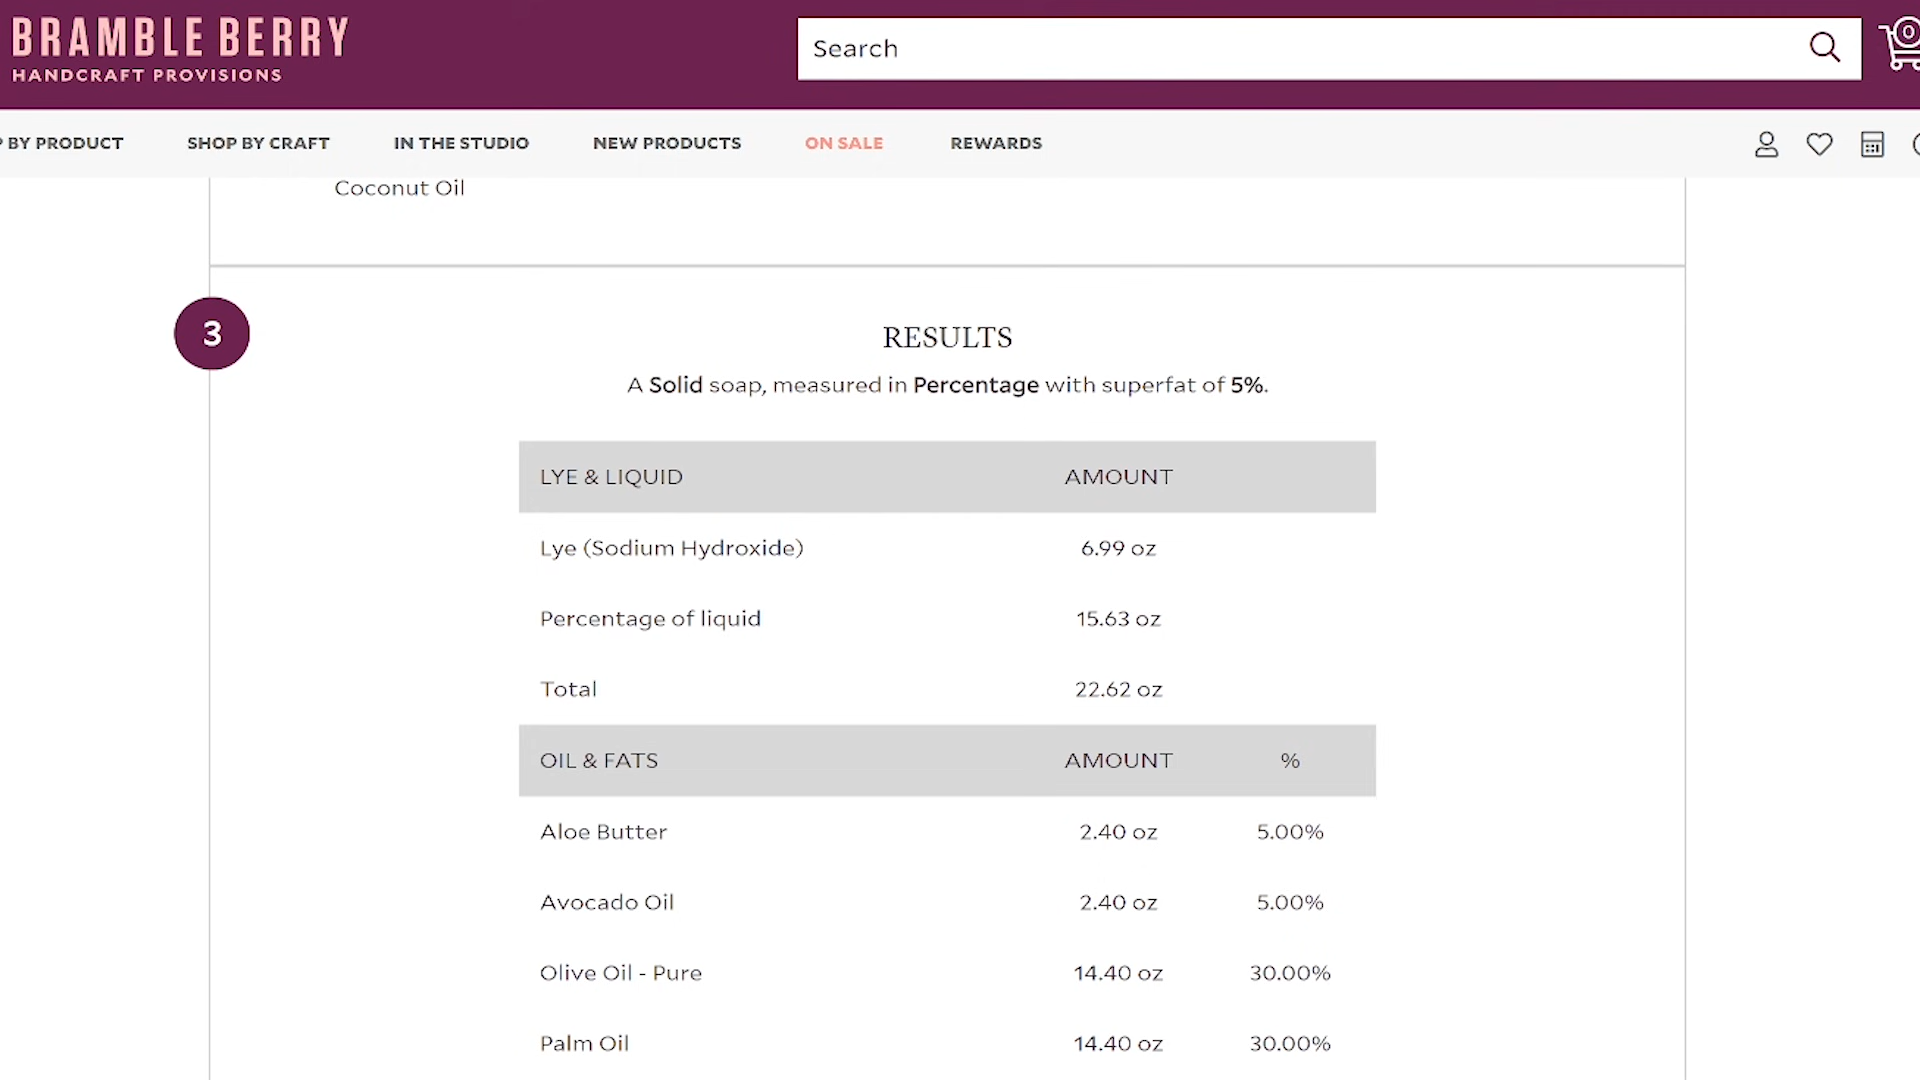 BRAMBLE BERRY
HANDCRAFT PROVISIONS
Search
0
BY PRODUCT
SHOP BY CRAFT
IN THE STUDIO
NEW PRODUCTS
ON SALE
REWARDS
Coconut Oil
3
RESULTS
A Solid soap, measured in Percentage with superfat of 5%.
LYE & LIQUID AMOUNT
Lye (Sodium Hydroxide) 6.99 oz
Percentage of liquid 15.63 oz
Total 22.62 oz
OIL & FATS AMOUNT %
Aloe Butter 2.40 oz 5.00%
Avocado Oil 2.40 oz 5.00%
Olive Oil - Pure 14.40 oz 30.00%
Palm Oil 14.40 oz 30.00%